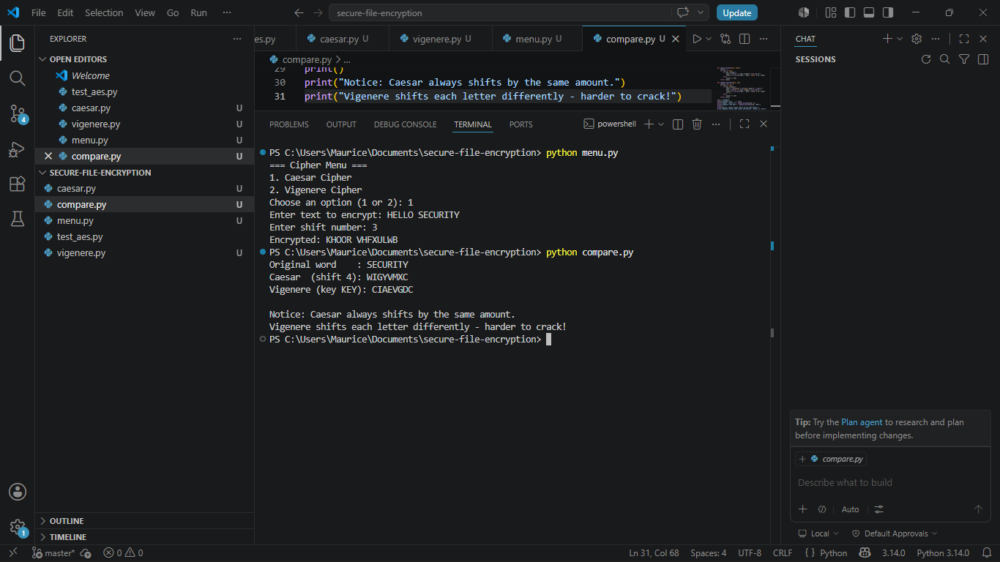 File Edit Selection View Go Run ··· secure-file-encryption Update
EXPLORER ···
OPEN EDITORS
Welcome
test_aes.py
caesar.py U
vigenere.py U
menu.py U
compare.py U
SECURE-FILE-ENCRYPTION
caesar.py U
compare.py U
menu.py U
test_aes.py
vigenere.py U
OUTLINE
TIMELINE
es.py caesar.py U vigenere.py U menu.py U compare.py U
compare.py > ...
29 print()
30 print("Notice: Caesar always shifts by the same amount.")
31 print("Vigenere shifts each letter differently - harder to crack!")
PROBLEMS OUTPUT DEBUG CONSOLE TERMINAL PORTS powershell
PS C:\Users\Maurice\Documents\secure-file-encryption> python menu.py
=== Cipher Menu ===
1. Caesar Cipher
2. Vigenere Cipher
Choose an option (1 or 2): 1
Enter text to encrypt: HELLO SECURITY
Enter shift number: 3
Encrypted: KHOOR VHFXULWB
PS C:\Users\Maurice\Documents\secure-file-encryption> python compare.py
Original word    : SECURITY
Caesar  (shift 4): WIGYVMXC
Vigenere (key KEY): CIAEVGDC
Notice: Caesar always shifts by the same amount.
Vigenere shifts each letter differently - harder to crack!
PS C:\Users\Maurice\Documents\secure-file-encryption>
CHAT
SESSIONS
Tip: Try the Plan agent to research and plan
before implementing changes.
compare.py
Describe what to build
Auto
Local Default Approvals
4
1
master* 0 0 Ln 31, Col 68 Spaces: 4 UTF-8 CRLF { } Python 3.14.0 Python 3.14.0